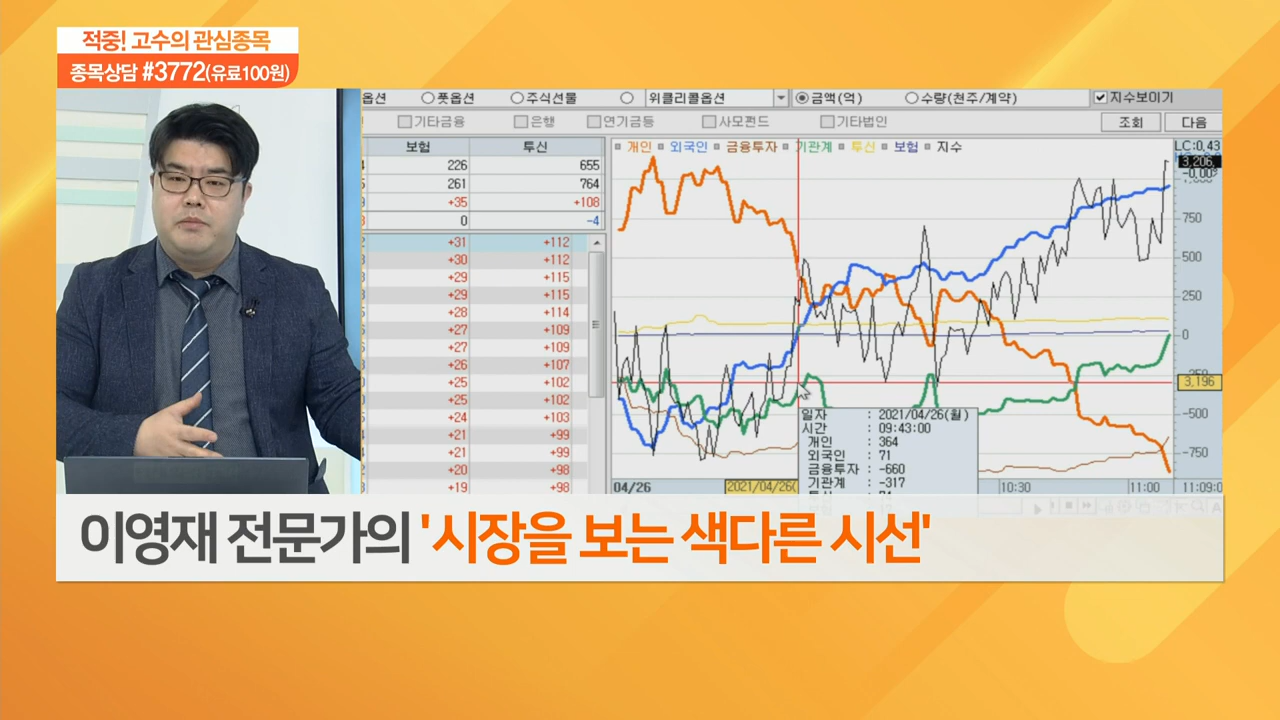 적중! 고수의 관심종목
종목상담 #3772(유료100원)
옵션 풋옵션 주식선물 위클리콜옵션 금액(억) 수량(천주/계약) 지수보이기
기타금융 은행 연기금등 사모펀드 기타법인 조회 다음
보험 투신
226 655
261 764
+35 +108
0 -4
+31 +112
+30 +112
+29 +115
+29 +115
+28 +114
+27 +109
+27 +109
+26 +107
+25 +102
+25 +102
+24 +103
+21 +99
+21 +99
+20 +98
+19 +98
개인 외국인 금융투자 기관계 투신 보험 지수
LC:0,43
3,206,
-0,00
750
500
250
0
3,196
-500
-750
일자 : 2021/04/26(월)
시간 : 09:43:00
개인 : 364
외국인 : 71
금융투자 : -660
기관계 : -317
04/26 2021/04/26( 10:30 11:00 11:09:0
이영재 전문가의 '시장을 보는 색다른 시선'